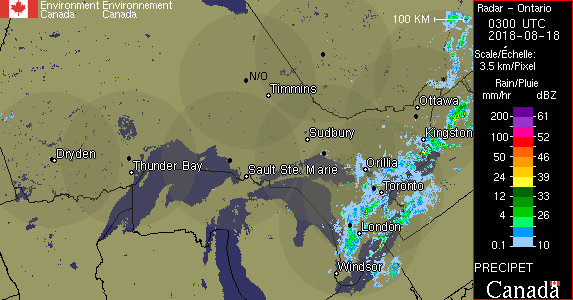 Environment Environnement
Canada Canada
100 KM
N/O
Timmins
Ottawa
Sudbury
Kingston
Dryden
Thunder Bay
Sault Ste. Marie
Orillia
Toronto
London
Windsor
Radar - Ontario
0300 UTC
2018-08-18
Scale/Échelle:
3.5 km/Pixel
Rain/Pluie
mm/hr dBZ
200 61
100 52
50 46
24 39
12 33
4 26
0.1 10
PRECIPET
Canada